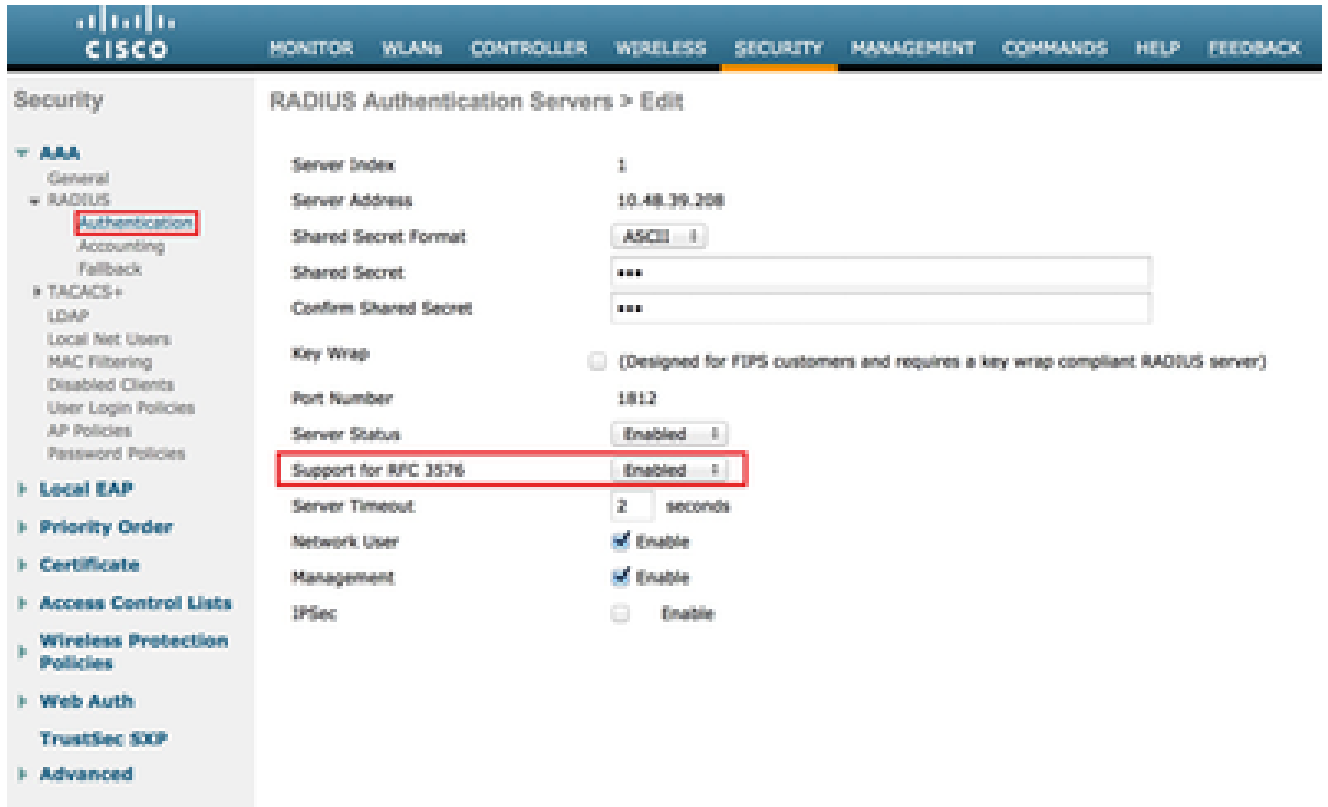 CISCO
MONITOR WLANs CONTROLLER WIRELESS SECURITY MANAGEMENT COMMANDS HELP FEEDBACK
Security
AAA
General
RADIUS
Authentication
Accounting
Fallback
TACACS+
LDAP
Local Net Users
MAC Filtering
Disabled Clients
User Login Policies
AP Policies
Password Policies
Local EAP
Priority Order
Certificate
Access Control Lists
Wireless Protection
Policies
Web Auth
TrustSec SXP
Advanced
RADIUS Authentication Servers > Edit
Server Index 1
Server Address 10.48.39.208
Shared Secret Format ASCII
Shared Secret •••
Confirm Shared Secret •••
Key Wrap (Designed for FIPS customers and requires a key wrap compliant RADIUS server)
Port Number 1812
Server Status Enabled
Support for RFC 3576 Enabled
Server Timeout 2 seconds
Network User Enable
Management Enable
IPSec Enable